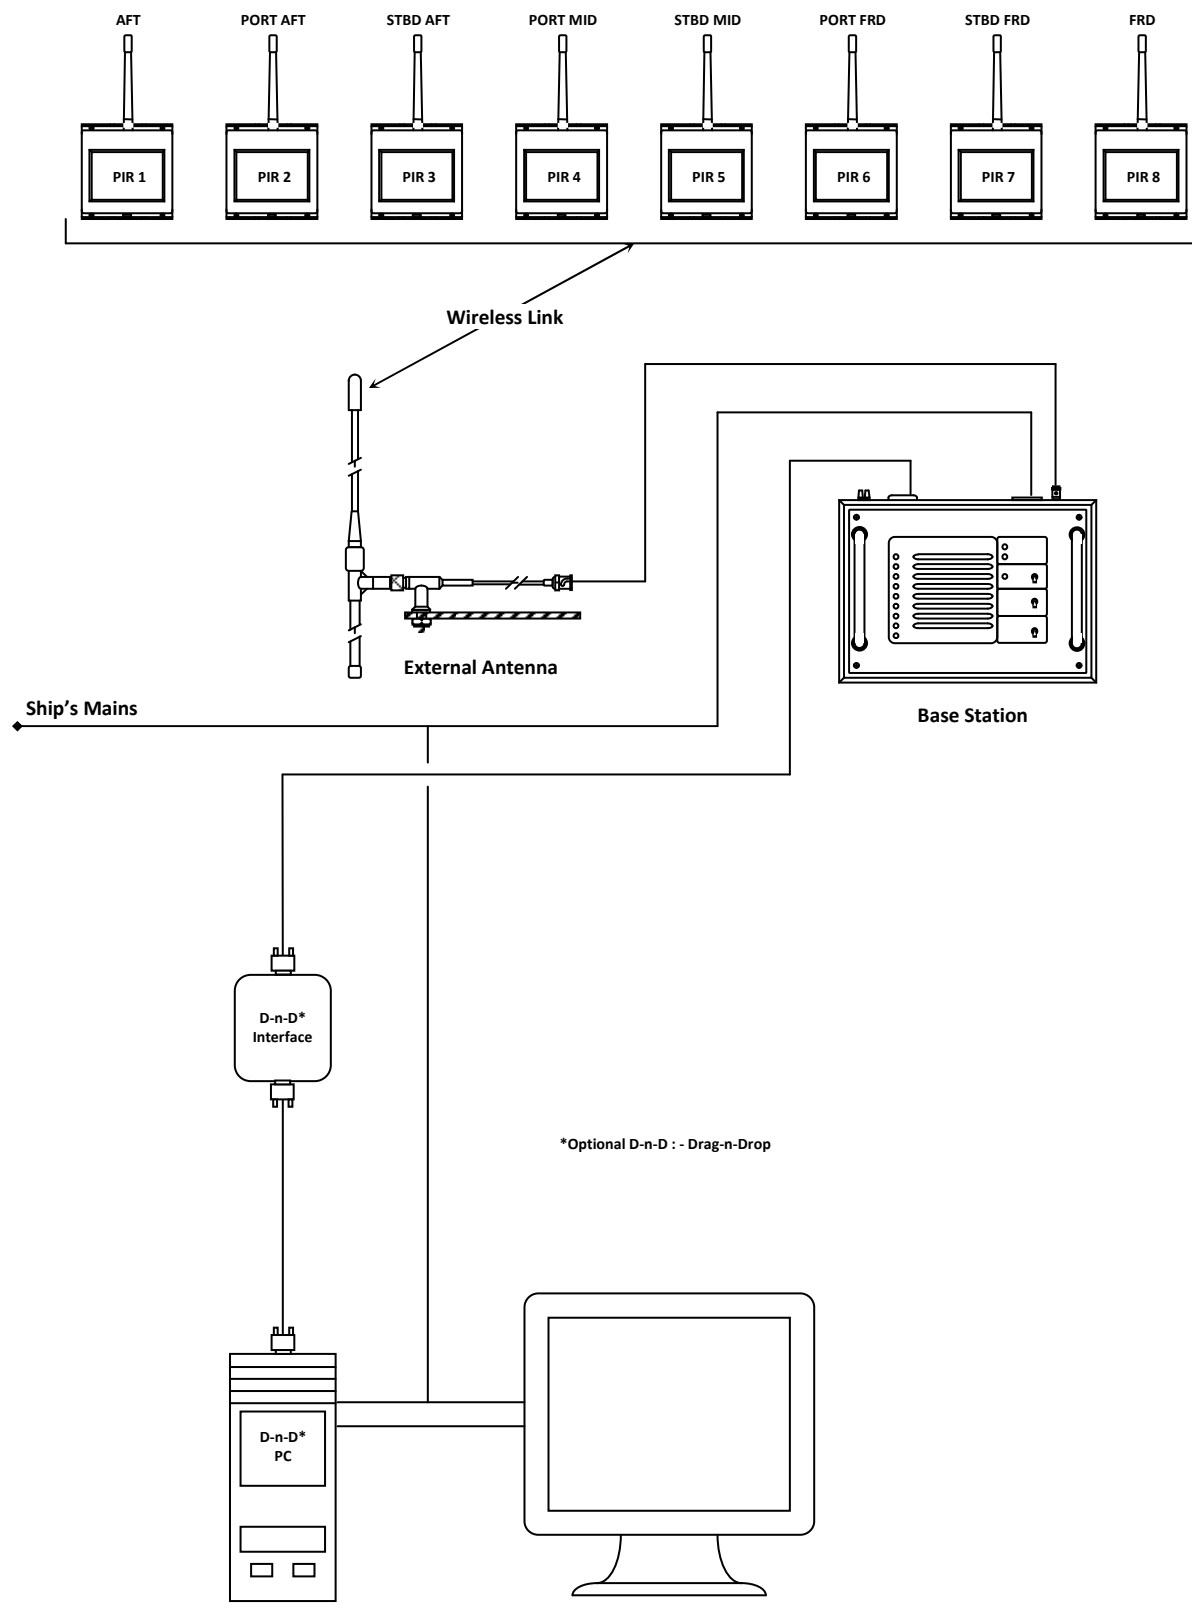 AFT PORT AFT STBD AFT PORT MID STBD MID PORT FRD STBD FRD FRD
PIR 1 PIR 2 PIR 3 PIR 4 PIR 5 PIR 6 PIR 7 PIR 8
Wireless Link
External Antenna
Ship's Mains
Base Station
D-n-D*
Interface
*Optional D-n-D : - Drag-n-Drop
D-n-D*
PC